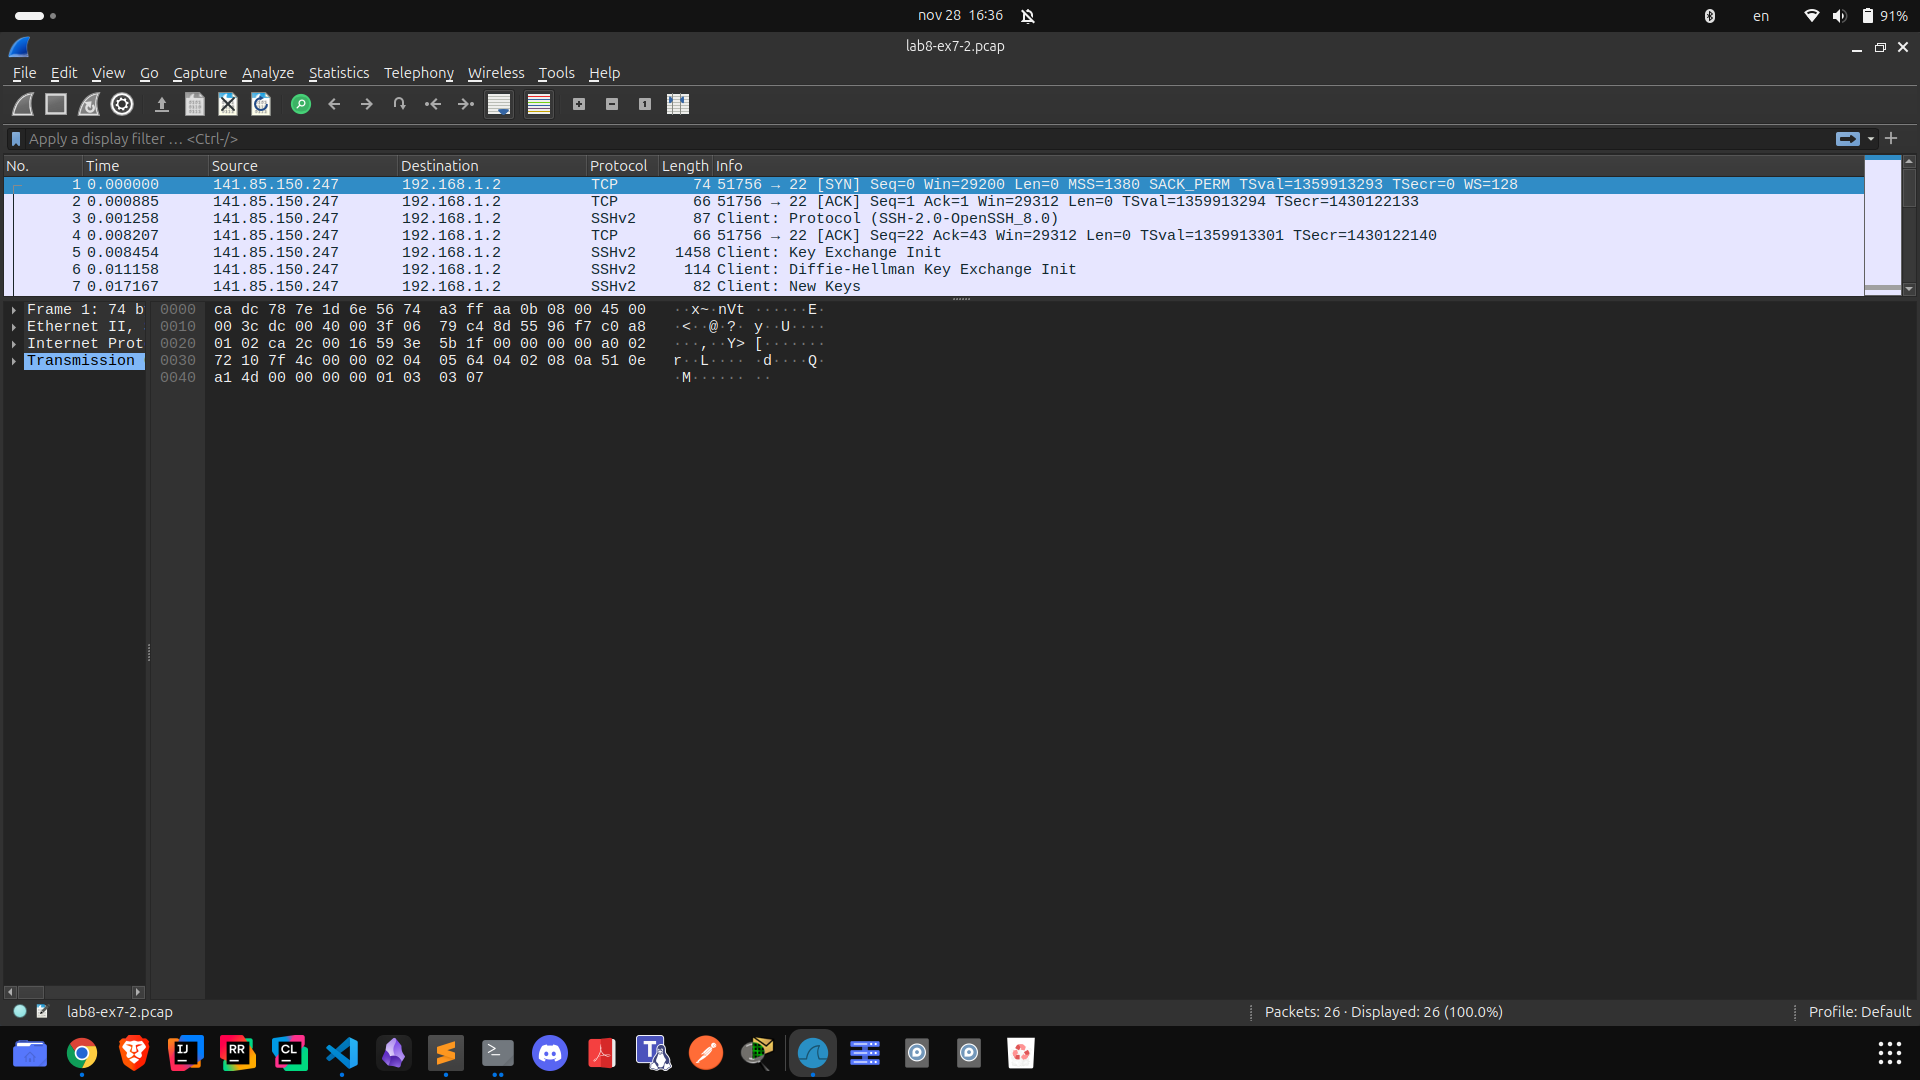 nov 28 16:36
en
91%
lab8-ex7-2.pcap
File Edit View Go Capture Analyze Statistics Telephony Wireless Tools Help
Apply a display filter … <Ctrl-/>
No. Time Source Destination Protocol Length Info
1 0.000000 141.85.150.247 192.168.1.2 TCP 74 51756 → 22 [SYN] Seq=0 Win=29200 Len=0 MSS=1380 SACK_PERM TSval=1359913293 TSecr=0 WS=128
2 0.000885 141.85.150.247 192.168.1.2 TCP 66 51756 → 22 [ACK] Seq=1 Ack=1 Win=29312 Len=0 TSval=1359913294 TSecr=1430122133
3 0.001258 141.85.150.247 192.168.1.2 SSHv2 87 Client: Protocol (SSH-2.0-OpenSSH_8.0)
4 0.008207 141.85.150.247 192.168.1.2 TCP 66 51756 → 22 [ACK] Seq=22 Ack=43 Win=29312 Len=0 TSval=1359913301 TSecr=1430122140
5 0.008454 141.85.150.247 192.168.1.2 SSHv2 1458 Client: Key Exchange Init
6 0.011158 141.85.150.247 192.168.1.2 SSHv2 114 Client: Diffie-Hellman Key Exchange Init
7 0.017167 141.85.150.247 192.168.1.2 SSHv2 82 Client: New Keys
Frame 1: 74 b
Ethernet II,
Internet Prot
Transmission
0000 ca dc 78 7e 1d 6e 56 74 a3 ff aa 0b 08 00 45 00 ··x~·nVt ······E·
0010 00 3c dc 00 40 00 3f 06 79 c4 8d 55 96 f7 c0 a8 ·<··@·?· y··U····
0020 01 02 ca 2c 00 16 59 3e 5b 1f 00 00 00 00 a0 02 ···,··Y> [·······
0030 72 10 7f 4c 00 00 02 04 05 64 04 02 08 0a 51 0e r··L···· ·d····Q·
0040 a1 4d 00 00 00 00 01 03 03 07 ·M······ ··
lab8-ex7-2.pcap
Packets: 26 · Displayed: 26 (100.0%)
Profile: Default
IJ
RR
CL
T